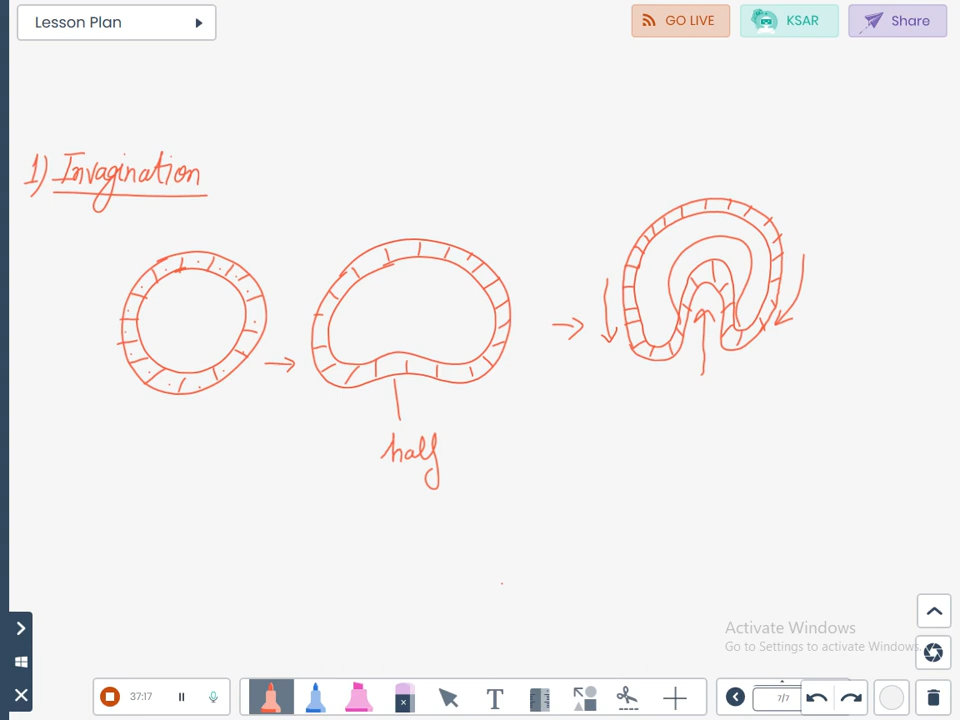 Lesson Plan
GO LIVE
KSAR
Share
1) Invagination
half
Activate Windows
Go to Settings to activate Windows.
37:17
T
7/7